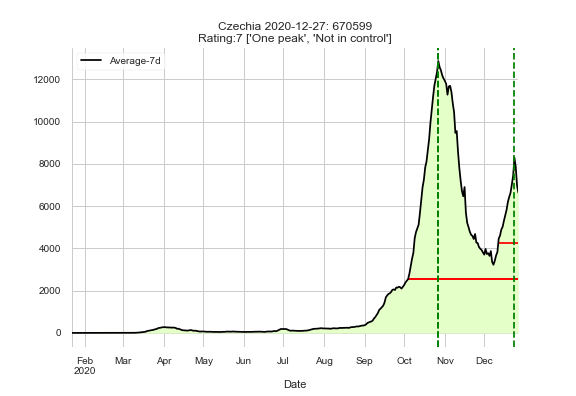 Czechia 2020-12-27: 670599
Rating:7 ['One peak', 'Not in control']
Average-7d
12000
10000
8000
6000
4000
2000
0
Feb Mar Apr May Jun Jul Aug Sep Oct Nov Dec
2020
Date